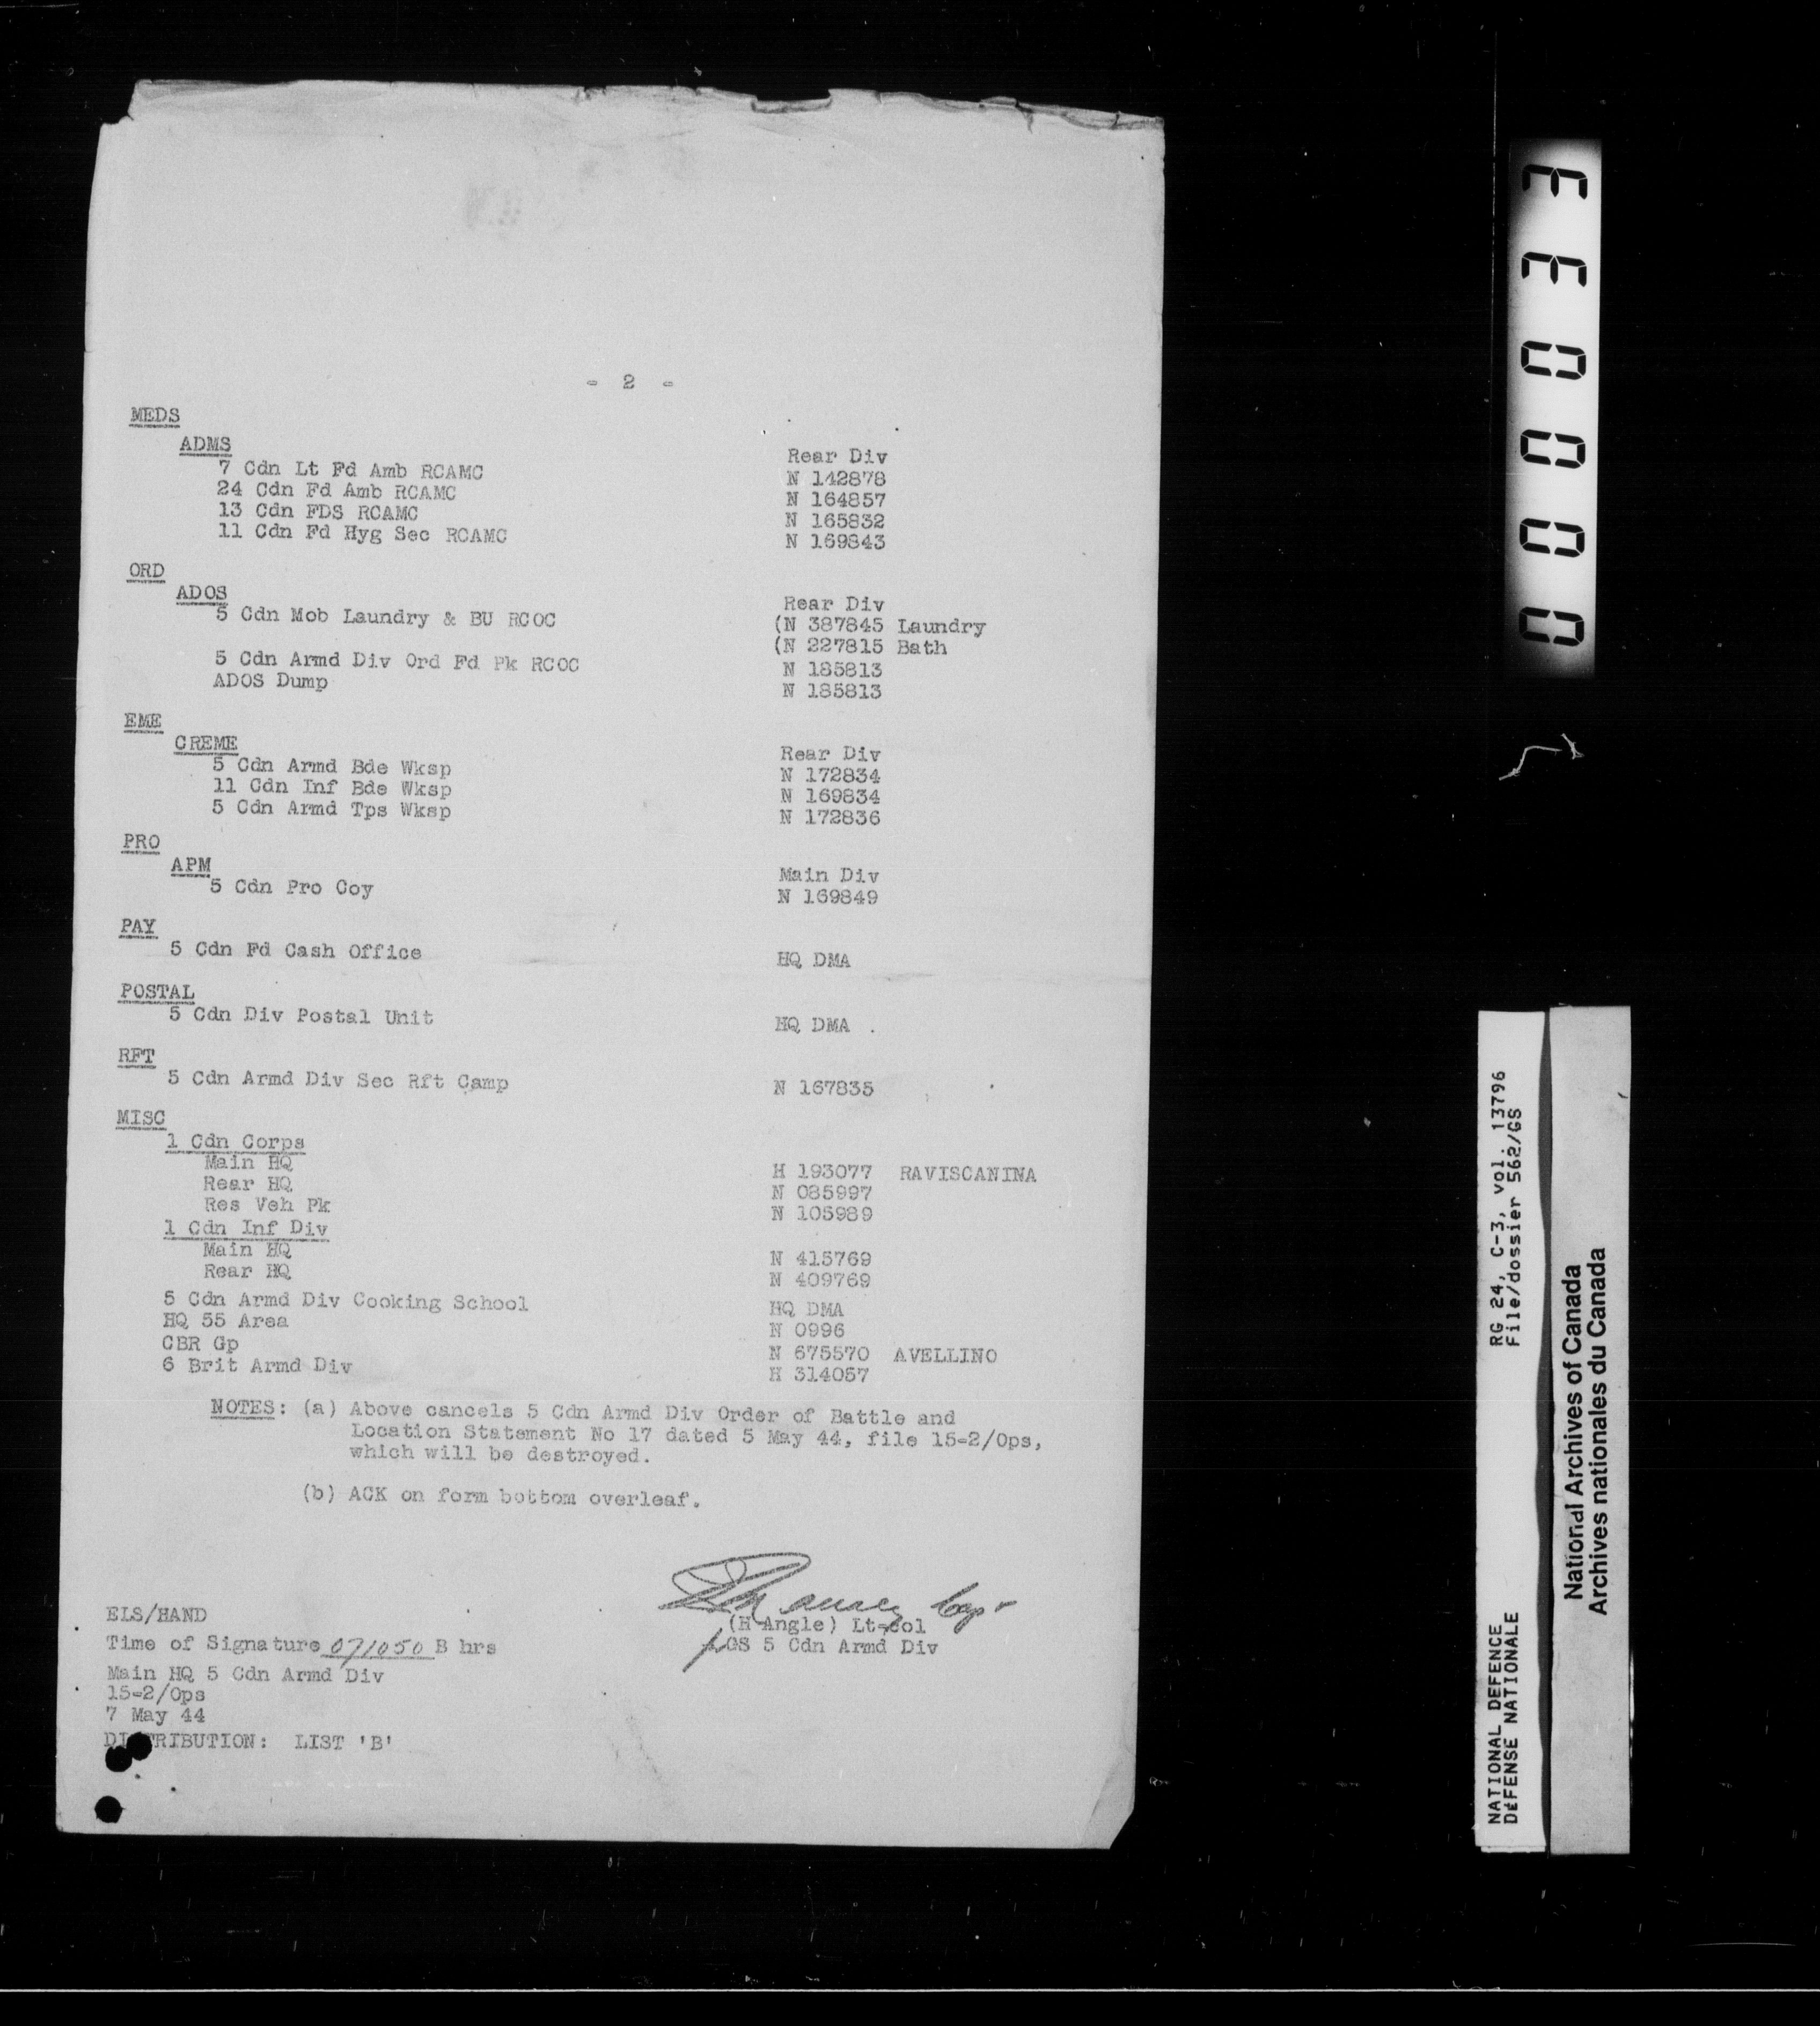 - 2 -
MEDS
ADMS Rear Div
7 Cdn Lt Fd Amb RCAMC N 142878
24 Cdn Fd Amb RCAMC N 164857
13 Cdn FDS RCAMC N 165832
11 Cdn Fd Hyg Sec RCAMC N 169843
ORD
ADOS Rear Div
5 Cdn Mob Laundry & BU RCOC (N 387845 Laundry
(N 227815 Bath
5 Cdn Armd Div Ord Fd Pk RCOC N 185813
ADOS Dump N 185813
EME
CREME Rear Div
5 Cdn Armd Bde Wksp N 172834
11 Cdn Inf Bde Wksp N 169834
5 Cdn Armd Tps Wksp N 172836
PRO
APM Main Div
5 Cdn Pro Coy N 169849
PAY
5 Cdn Fd Cash Office HQ DMA
POSTAL
5 Cdn Div Postal Unit HQ DMA
RFT
5 Cdn Armd Div Sec Rft Camp N 167835
MISC
1 Cdn Corps
Main HQ H 193077 RAVISCANINA
Rear HQ N 085997
Res Veh Pk N 105989
1 Cdn Inf Div
Main HQ N 415769
Rear HQ N 409769
5 Cdn Armd Div Cooking School HQ DMA
HQ 55 Area N 0996
CBR Gp N 675570 AVELLINO
6 Brit Armd Div H 314057
NOTES: (a) Above cancels 5 Cdn Armd Div Order of Battle and
Location Statement No 17 dated 5 May 44, file 15-2/Ops,
which will be destroyed.
(b) ACK on form bottom overleaf.
Capt
ELS/HAND
(H Angle) Lt-Col
Time of Signature 071050 B hrs
GS 5 Cdn Armd Div
Main HQ 5 Cdn Armd Div
15-2/Ops
7 May 44
DISTRIBUTION: LIST 'B'
000033
RG 24, C-3, vol. 13796
File/dossier 562/GS
NATIONAL DEFENCE
DÉFENSE NATIONALE
National Archives of Canada
Archives nationales du Canada